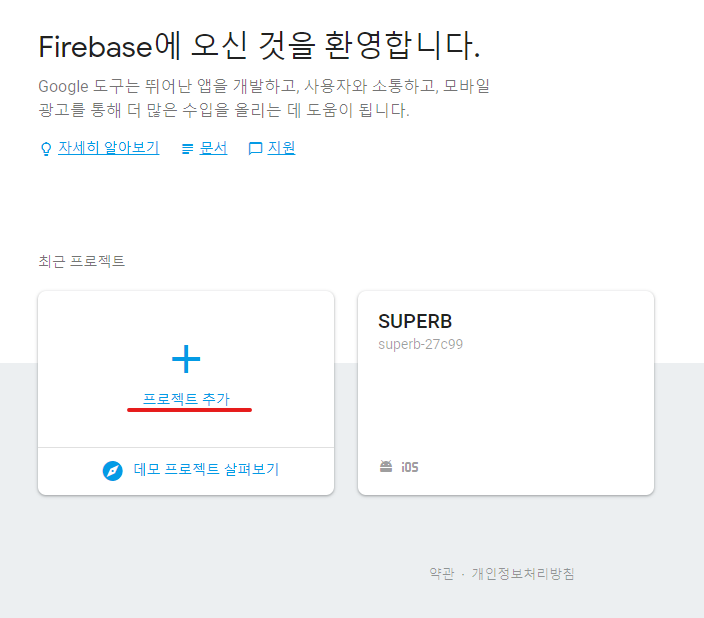 Firebase에 오신 것을 환영합니다.
Google 도구는 뛰어난 앱을 개발하고, 사용자와 소통하고, 모바일
광고를 통해 더 많은 수입을 올리는 데 도움이 됩니다.
자세히 알아보기 문서 지원
최근 프로젝트
프로젝트 추가
데모 프로젝트 살펴보기
SUPERB
superb-27c99
iOS
약관 · 개인정보처리방침